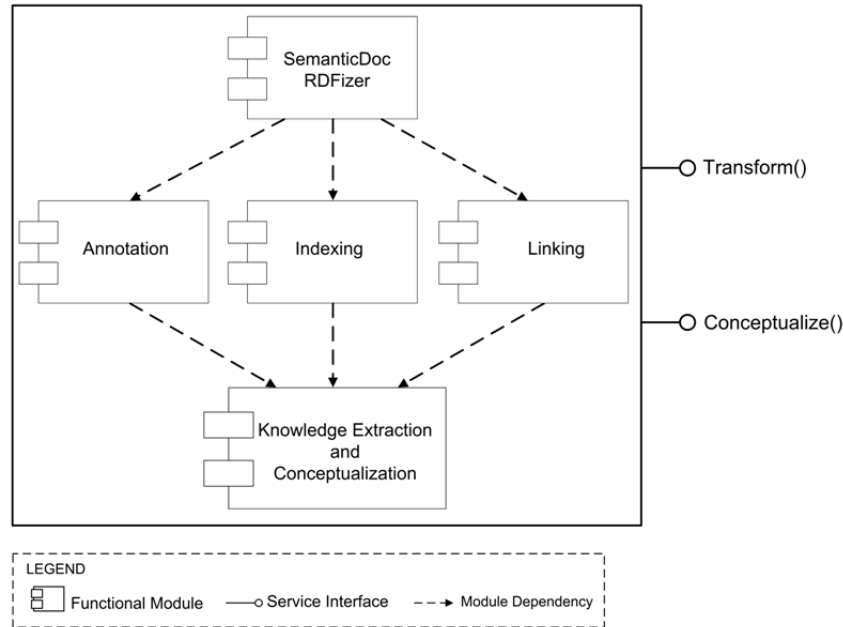 SemanticDoc
RDFizer
Transform()
Annotation
Indexing
Linking
Conceptualize()
Knowledge Extraction
and
Conceptualization
LEGEND
Functional Module
Service Interface
Module Dependency